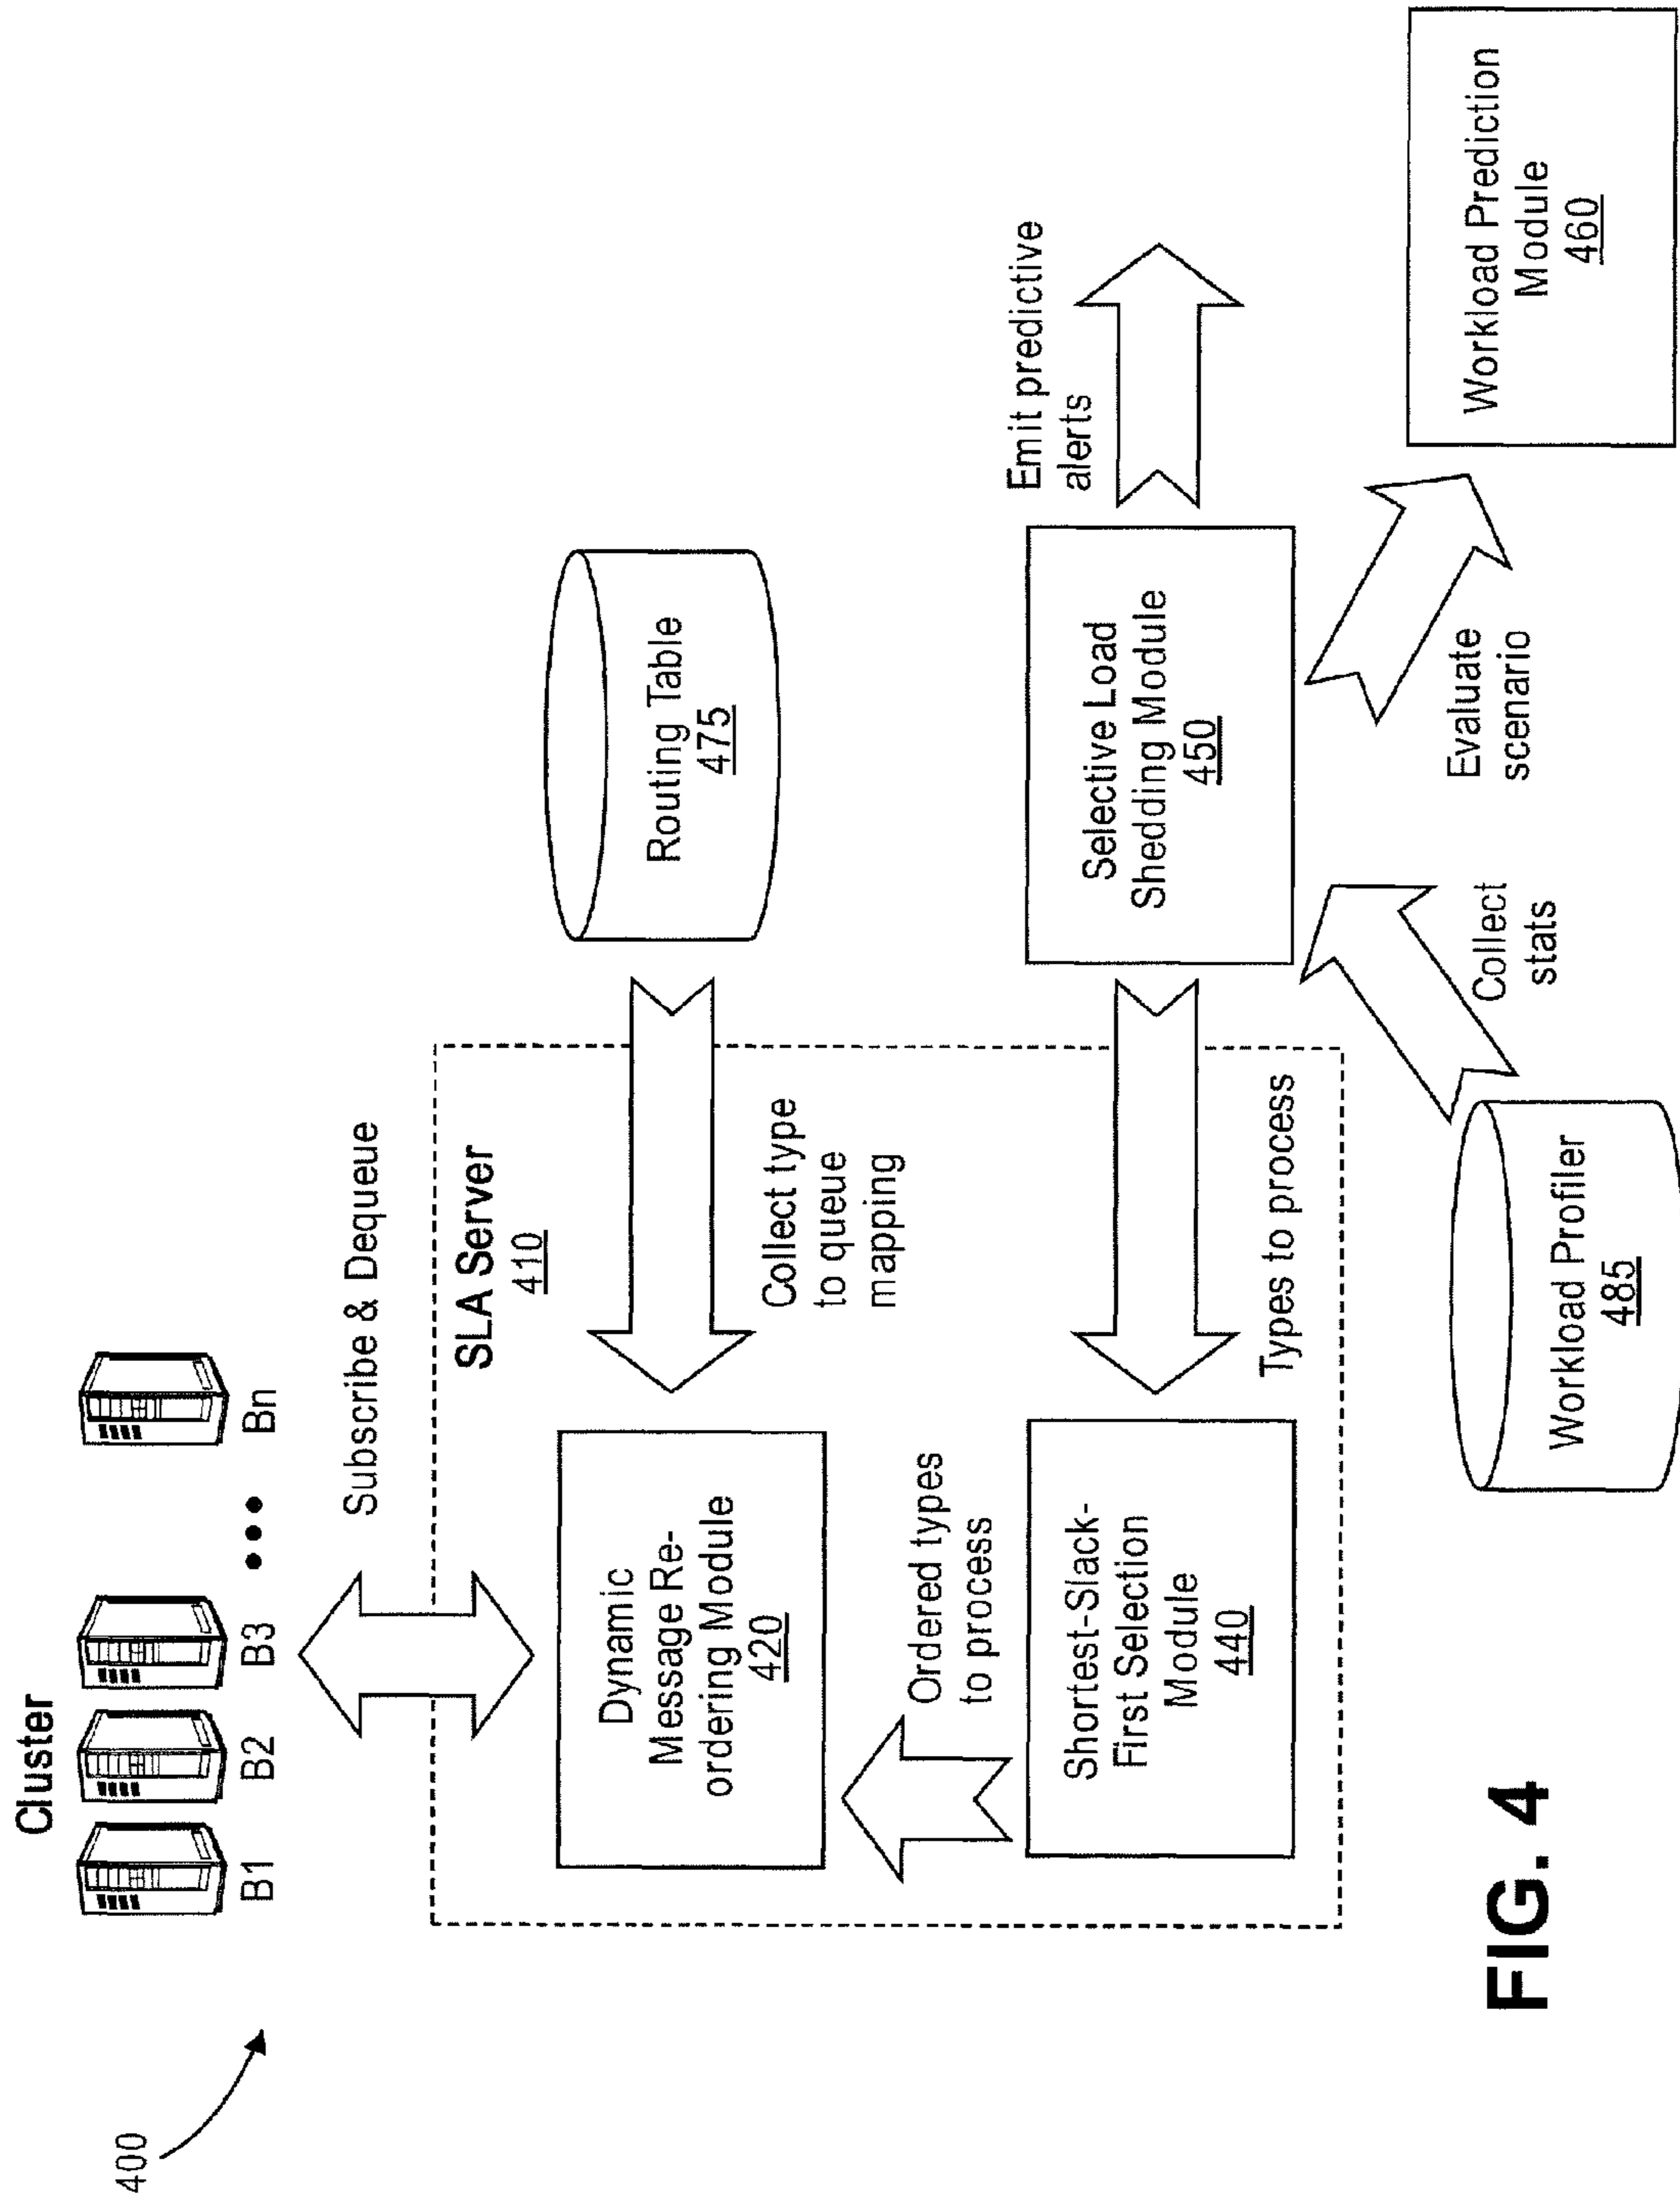 400
Cluster
B1
B2
B3
Bn
Subscribe & Dequeue
SLA Server
410
Dynamic
Message Re-
ordering Module
420
Collect type
to queue
mapping
Routing Table
475
Ordered types
to process
Shortest-Slack-
First Selection
Module
440
Types to process
Selective Load
Shedding Module
450
Emit predictive
alerts
Collect
stats
Evaluate
scenario
Workload Profiler
485
Workload Prediction
Module
460
FIG. 4